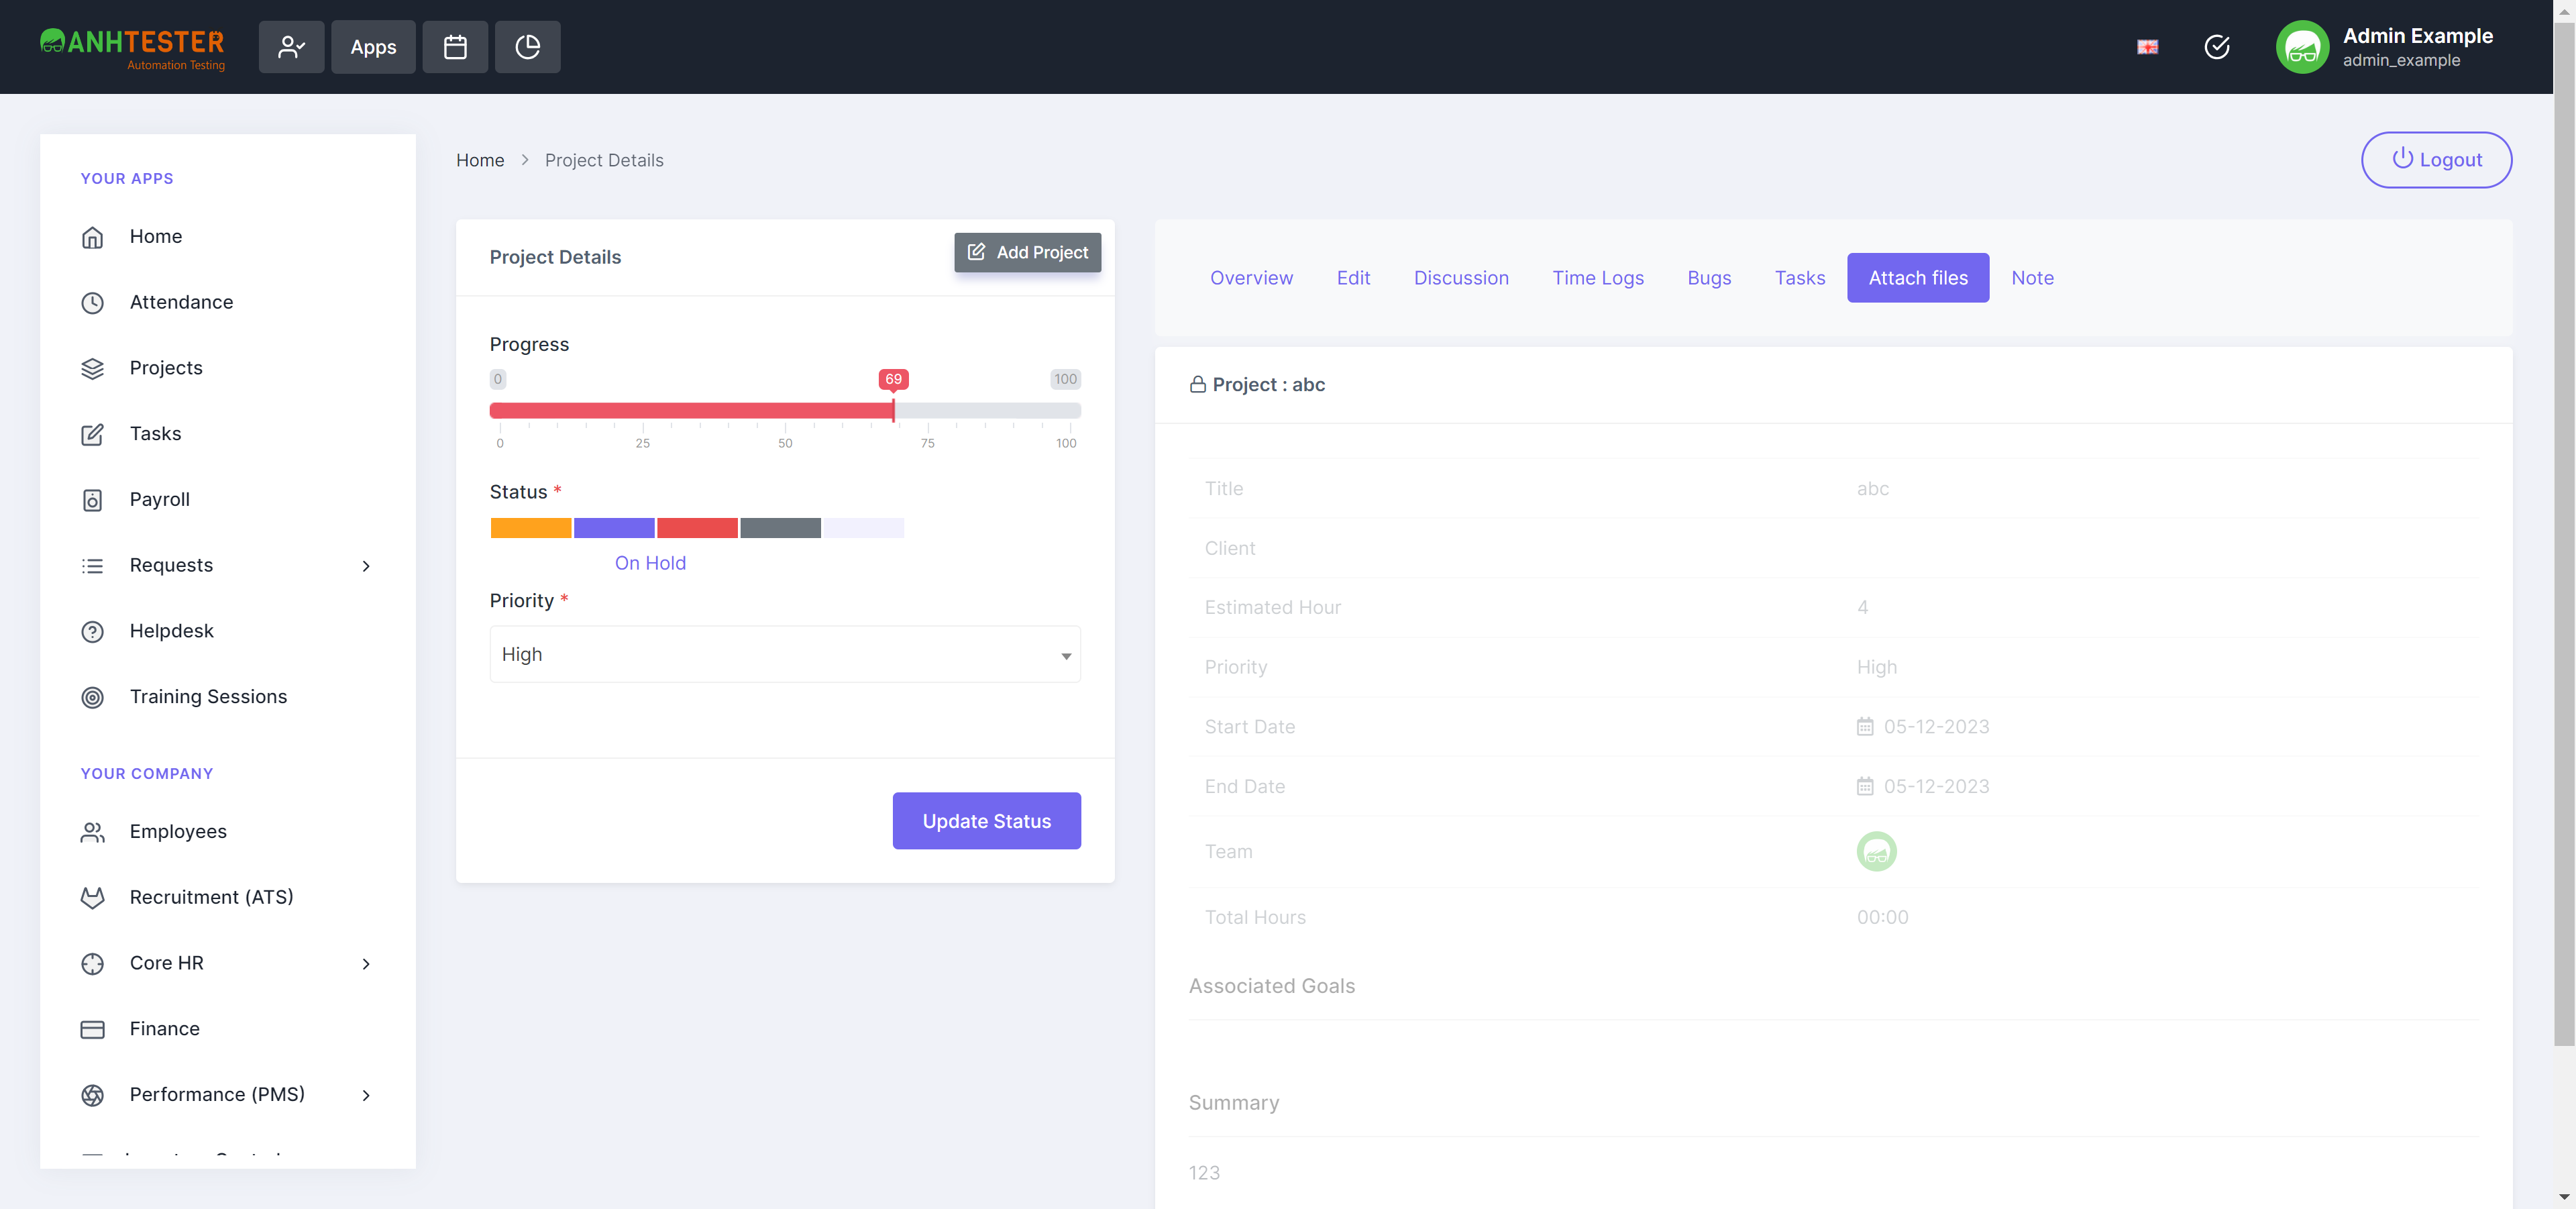 ANHTESTER
Automation Testing
Apps
Admin Example
admin_example
YOUR APPS
Home
Attendance
Projects
Tasks
Payroll
Requests
Helpdesk
Training Sessions
YOUR COMPANY
Employees
Recruitment (ATS)
Core HR
Finance
Performance (PMS)
Home > Project Details
Logout
Project Details
Add Project
Progress
0 69 100
0 25 50 75 100
Status *
On Hold
Priority *
High
Update Status
Overview Edit Discussion Time Logs Bugs Tasks Attach files Note
Project : abc
Title abc
Client
Estimated Hour 4
Priority High
Start Date 05-12-2023
End Date 05-12-2023
Team
Total Hours 00:00
Associated Goals
Summary
123